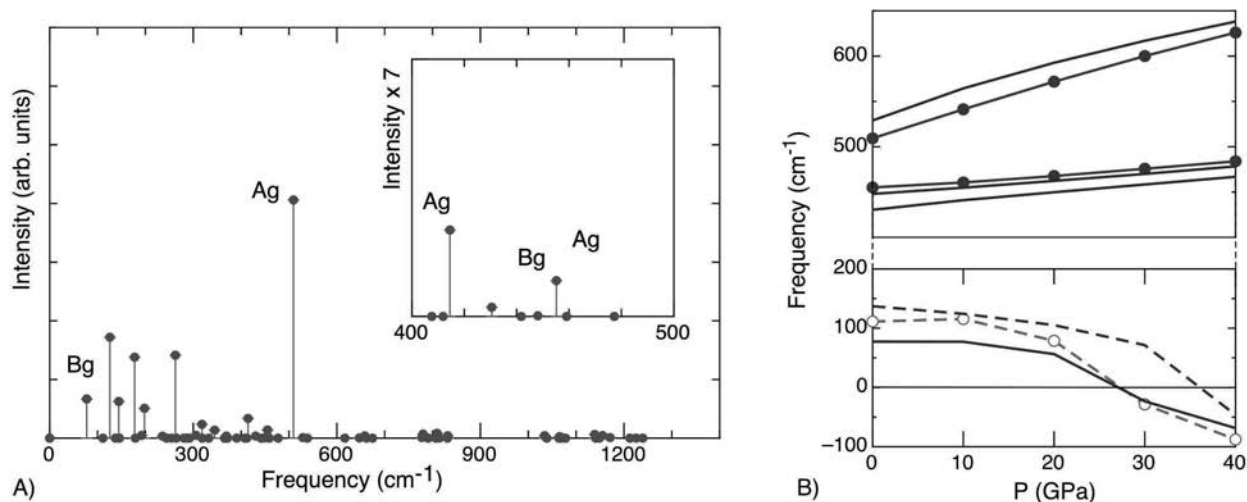 Intensity (arb. units)
Bg
Ag
Intensity x 7
Ag
Bg
Ag
400
500
0
300
600
900
1200
Frequency (cm⁻¹)
A)
Frequency (cm⁻¹)
600
500
200
100
0
−100
0
10
20
30
40
P (GPa)
B)